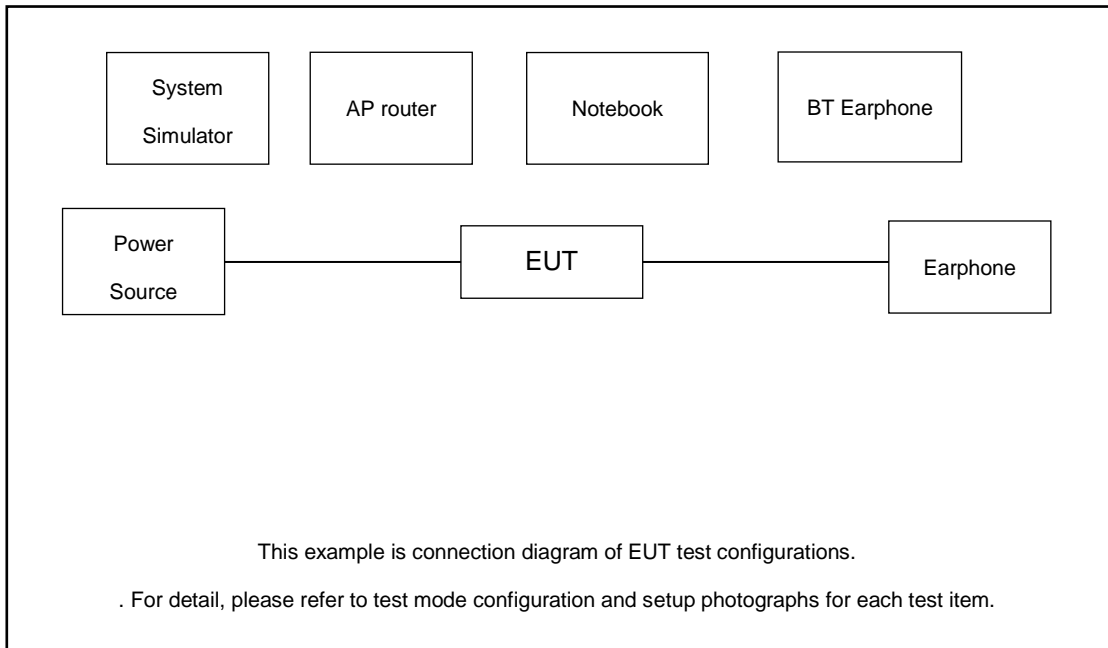 System
Simulator
AP router
Notebook
BT Earphone
Power
Source
EUT
Earphone
This example is connection diagram of EUT test configurations.
. For detail, please refer to test mode configuration and setup photographs for each test item.